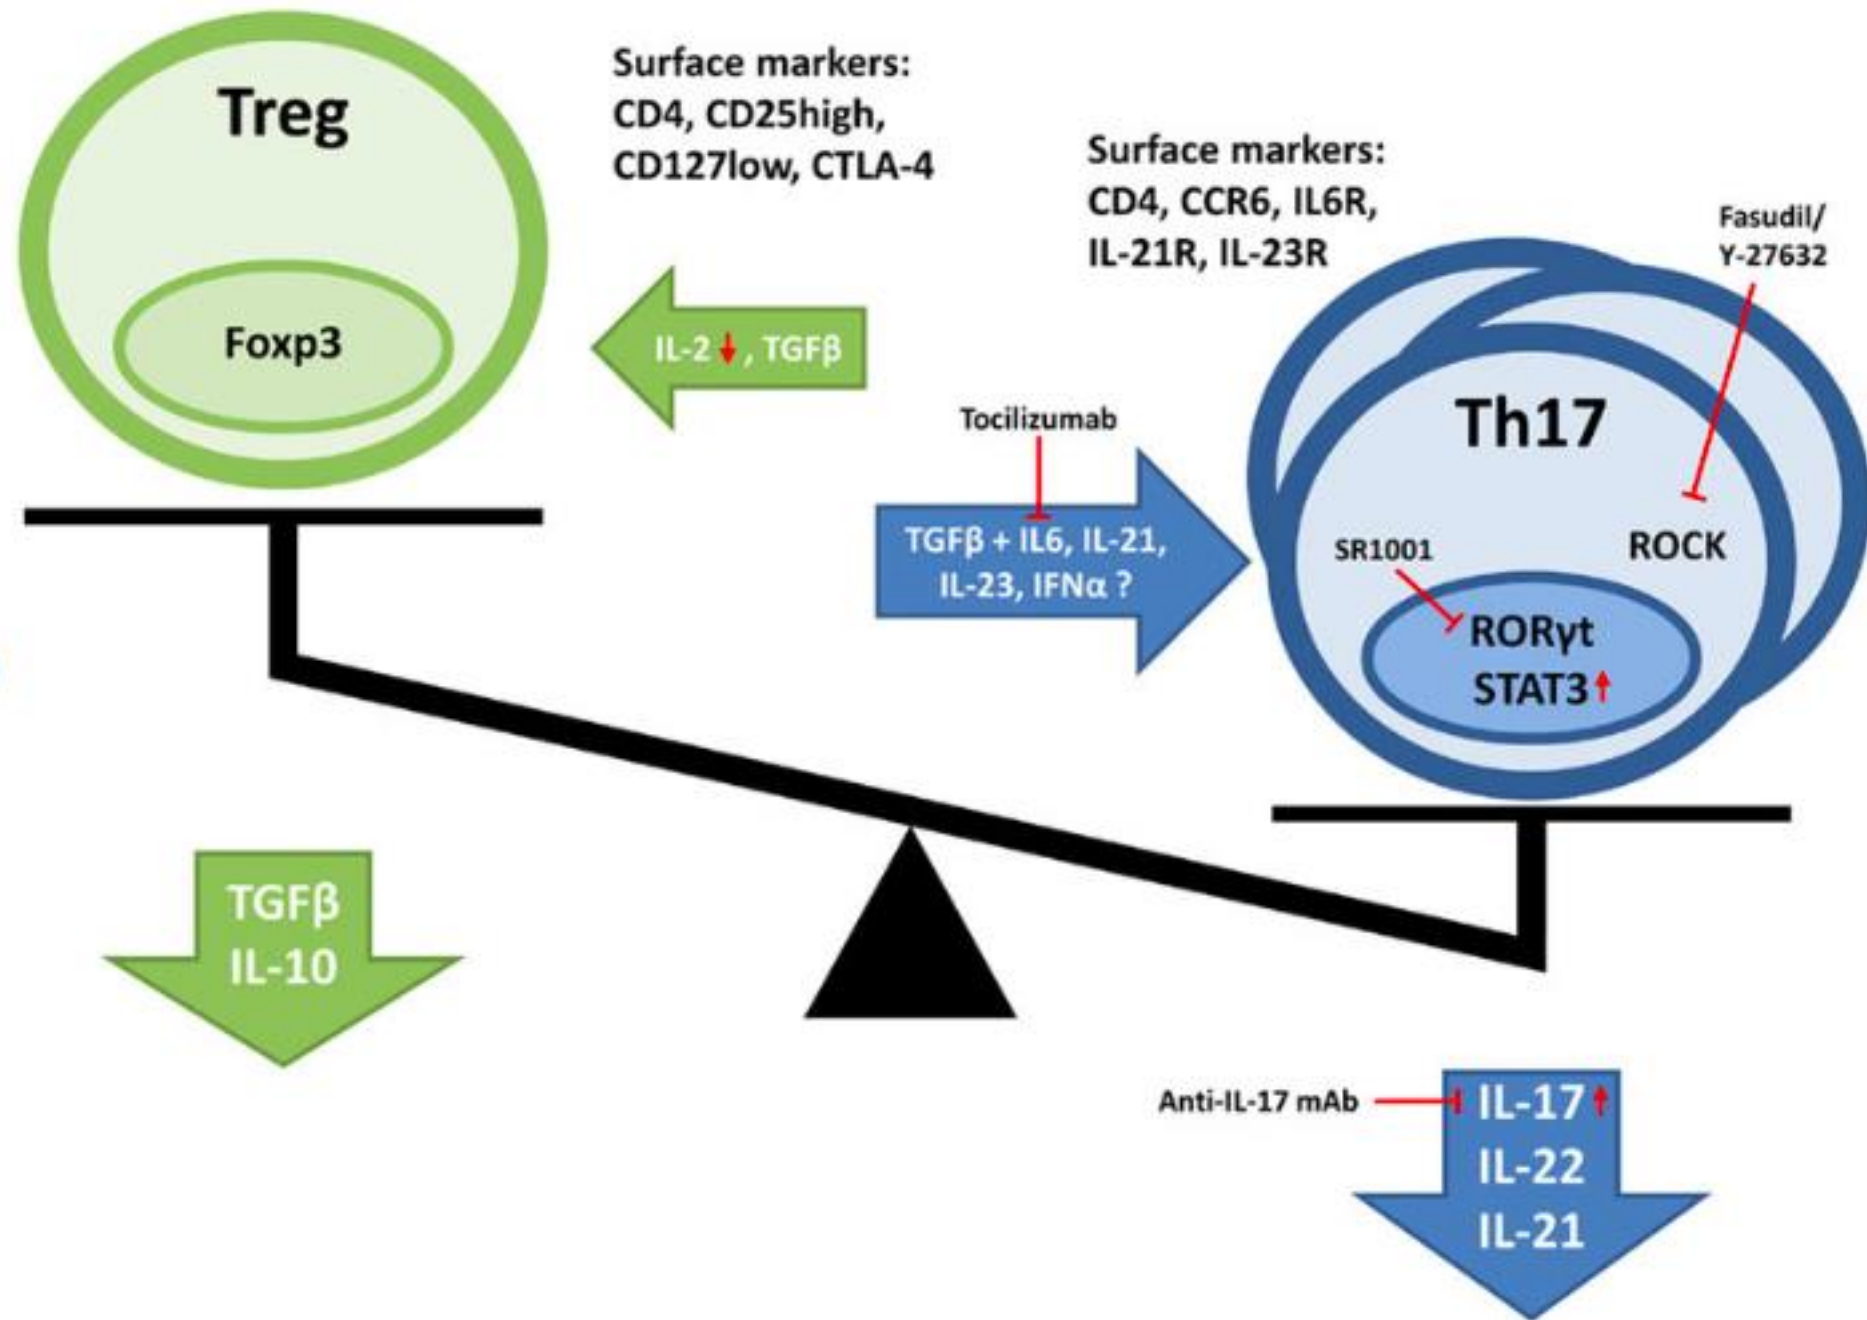 Treg
Foxp3
Surface markers:
CD4, CD25high,
CD127low, CTLA-4
IL-2 ↓ , TGFβ
Surface markers:
CD4, CCR6, IL6R,
IL-21R, IL-23R
Fasudil/
Y-27632
Tocilizumab
TGFβ + IL6, IL-21,
IL-23, IFNα ?
Th17
ROCK
SR1001
RORγt
STAT3 ↑
TGFβ
IL-10
Anti-IL-17 mAb
IL-17 ↑
IL-22
IL-21